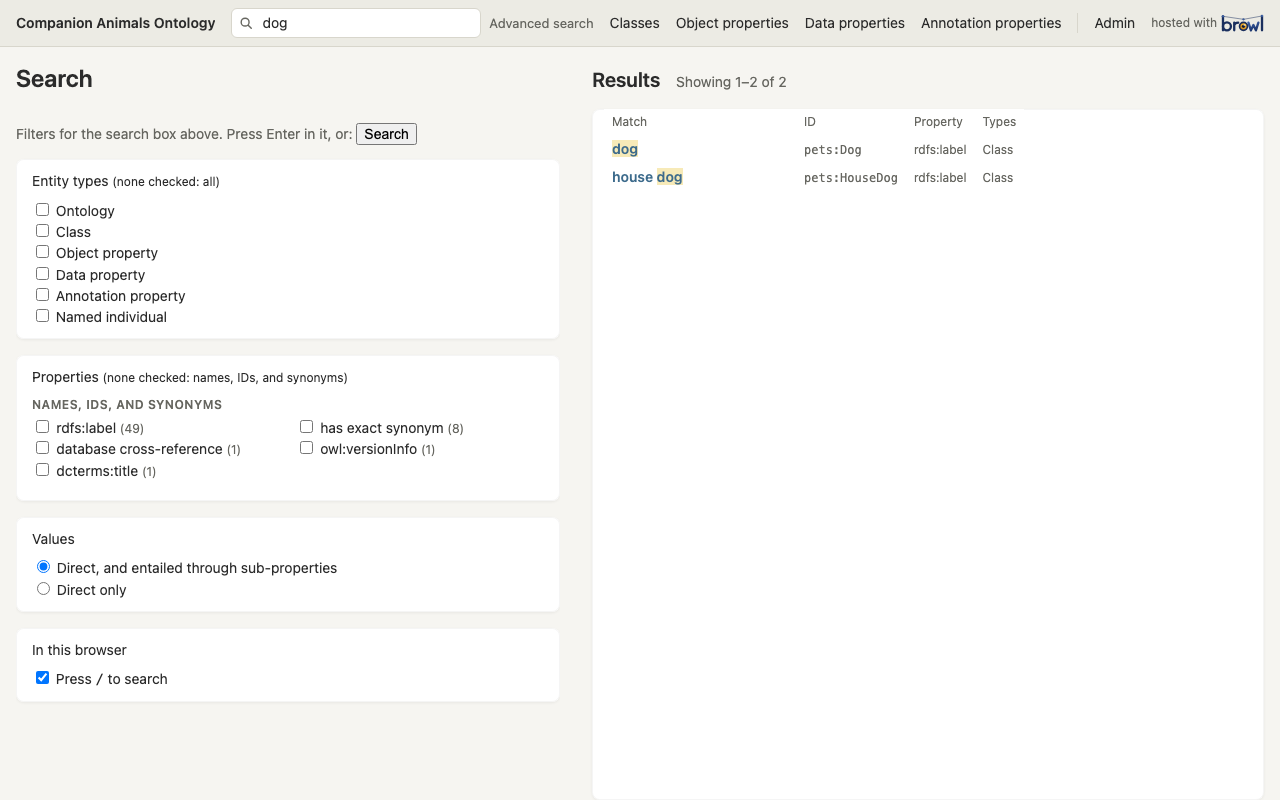 Companion Animals Ontology
dog
Advanced search
Classes
Object properties
Data properties
Annotation properties
Admin
hosted with browl
Search
Filters for the search box above. Press Enter in it, or: Search
Entity types (none checked: all)
Ontology
Class
Object property
Data property
Annotation property
Named individual
Properties (none checked: names, IDs, and synonyms)
NAMES, IDS, AND SYNONYMS
rdfs:label (49)
has exact synonym (8)
database cross-reference (1)
owl:versionInfo (1)
dcterms:title (1)
Values
Direct, and entailed through sub-properties
Direct only
In this browser
Press / to search
Results
Showing 1–2 of 2
Match ID Property Types
dog pets:Dog rdfs:label Class
house dog pets:HouseDog rdfs:label Class